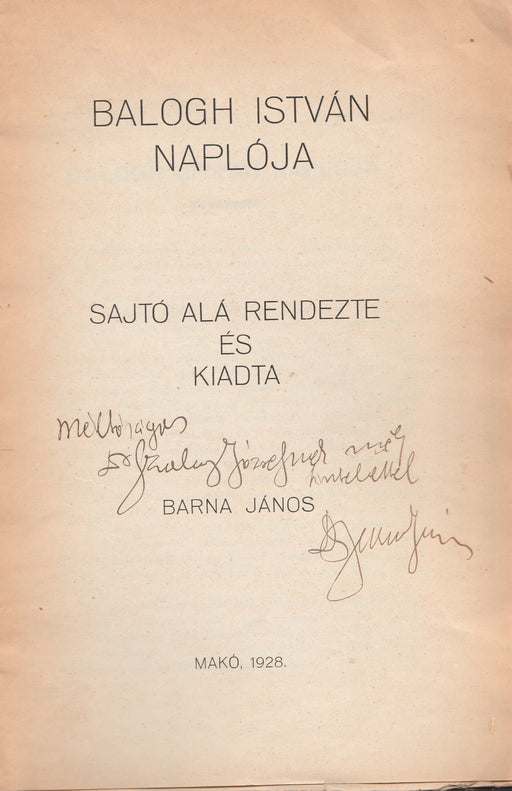 BALOGH ISTVÁN
NAPLÓJA
SAJTÓ ALÁ RENDEZTE
ÉS
KIADTA
Méltóságos
Dr Szalay Józsefnek mély
tisztelettel
BARNA JÁNOS
MAKÓ, 1928.